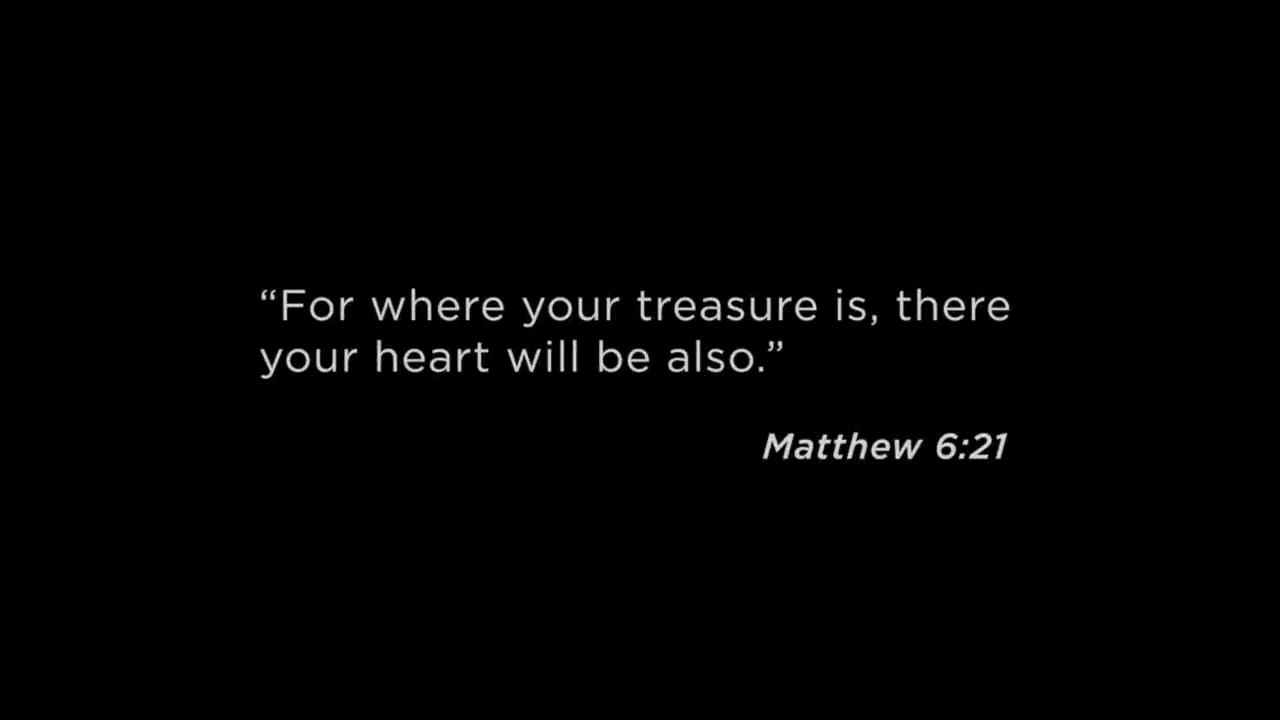 “For where your treasure is, there
your heart will be also.”
Matthew 6:21